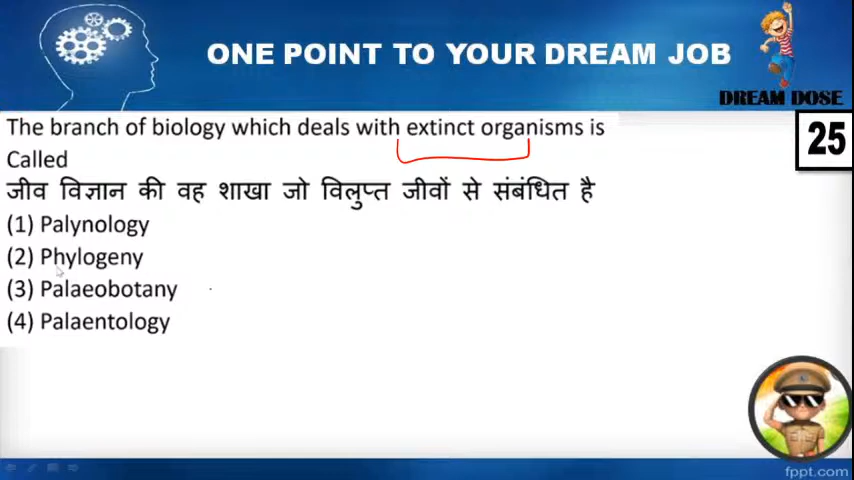 ONE POINT TO YOUR DREAM JOB
DREAM DOSE
The branch of biology which deals with extinct organisms is
Called
25
जीव विज्ञान की वह शाखा जो विलुप्त जीवों से संबंधित है
(1) Palynology
(2) Phylogeny
(3) Palaeobotany
(4) Palaentology
fppt.com